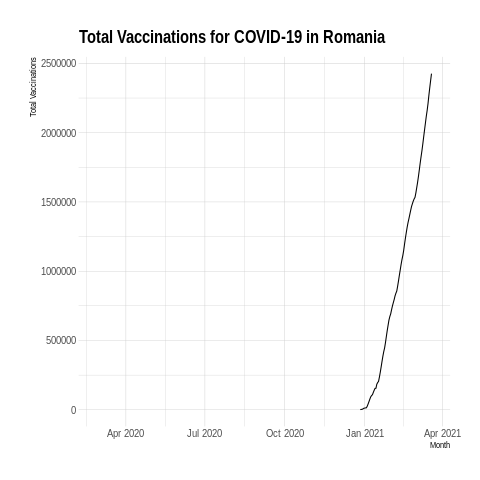 Total Vaccinations for COVID-19 in Romania
Total Vaccinations
2500000
2000000
1500000
1000000
500000
0
Apr 2020 Jul 2020 Oct 2020 Jan 2021 Apr 2021
Month